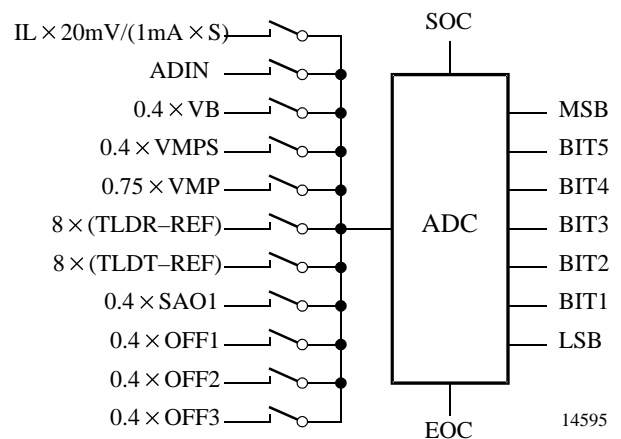 IL × 20mV/(1mA × S)
ADIN
0.4 × VB
0.4 × VMPS
0.75 × VMP
8 × (TLDR–REF)
8 × (TLDT–REF)
0.4 × SAO1
0.4 × OFF1
0.4 × OFF2
0.4 × OFF3
SOC
ADC
EOC
MSB
BIT5
BIT4
BIT3
BIT2
BIT1
LSB
14595